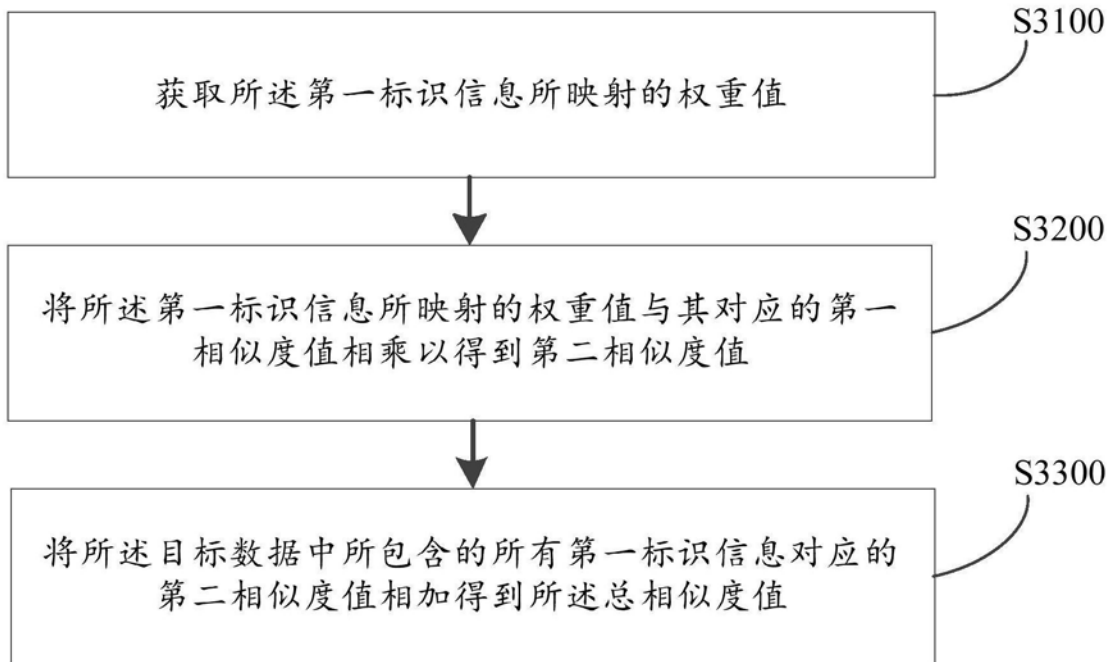 S3100
获取所述第一标识信息所映射的权重值
S3200
将所述第一标识信息所映射的权重值与其对应的第一
相似度值相乘以得到第二相似度值
S3300
将所述目标数据中所包含的所有第一标识信息对应的
第二相似度值相加得到所述总相似度值